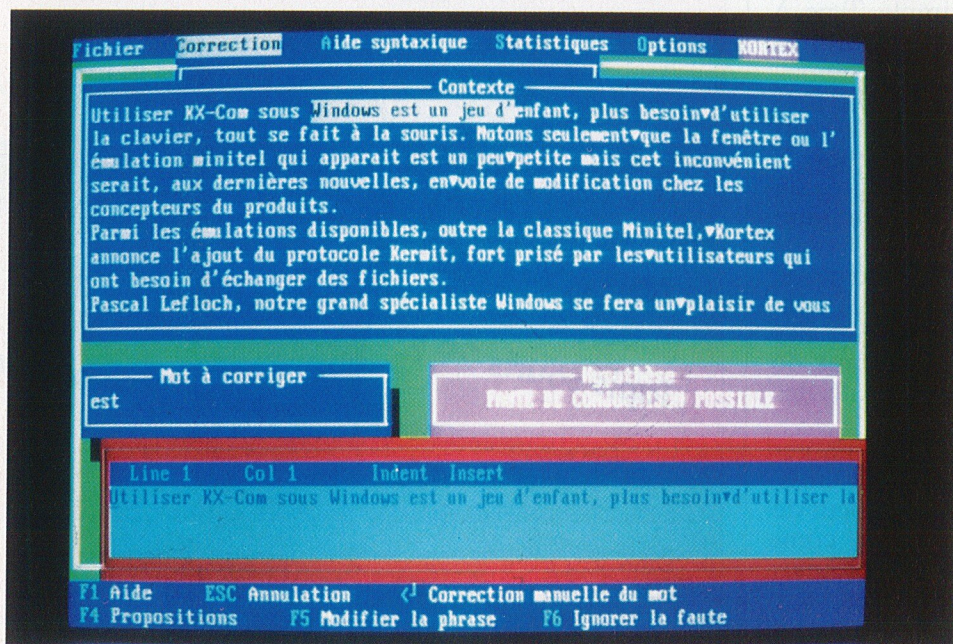 Fichier Correction Aide syntaxique Statistiques Options KORTEX
Contexte
Utiliser KX-Com sous Windows est un jeu d'enfant, plus besoin▾d'utiliser
la clavier, tout se fait à la souris. Notons seulement▾que la fenêtre ou l'
émulation minitel qui apparait est un peu▾petite mais cet inconvénient
serait, aux dernières nouvelles, en▾voie de modification chez les
concepteurs du produits.
Parmi les émulations disponibles, outre la classique Minitel,▾Kortex
annonce l'ajout du protocole Kermit, fort prisé par les▾utilisateurs qui
ont besoin d'échanger des fichiers.
Pascal Lefloch, notre grand spécialiste Windows se fera un▾plaisir de vous
Mot à corriger
est
Hypothèse
FAUTE DE CONJUGAISON POSSIBLE
Line 1 Col 1 Indent Insert
Utiliser KX-Com sous Windows est un jeu d'enfant, plus besoin▾d'utiliser la
F1 Aide ESC Annulation <┘ Correction manuelle du mot
F4 Propositions F5 Modifier la phrase F6 Ignorer la faute